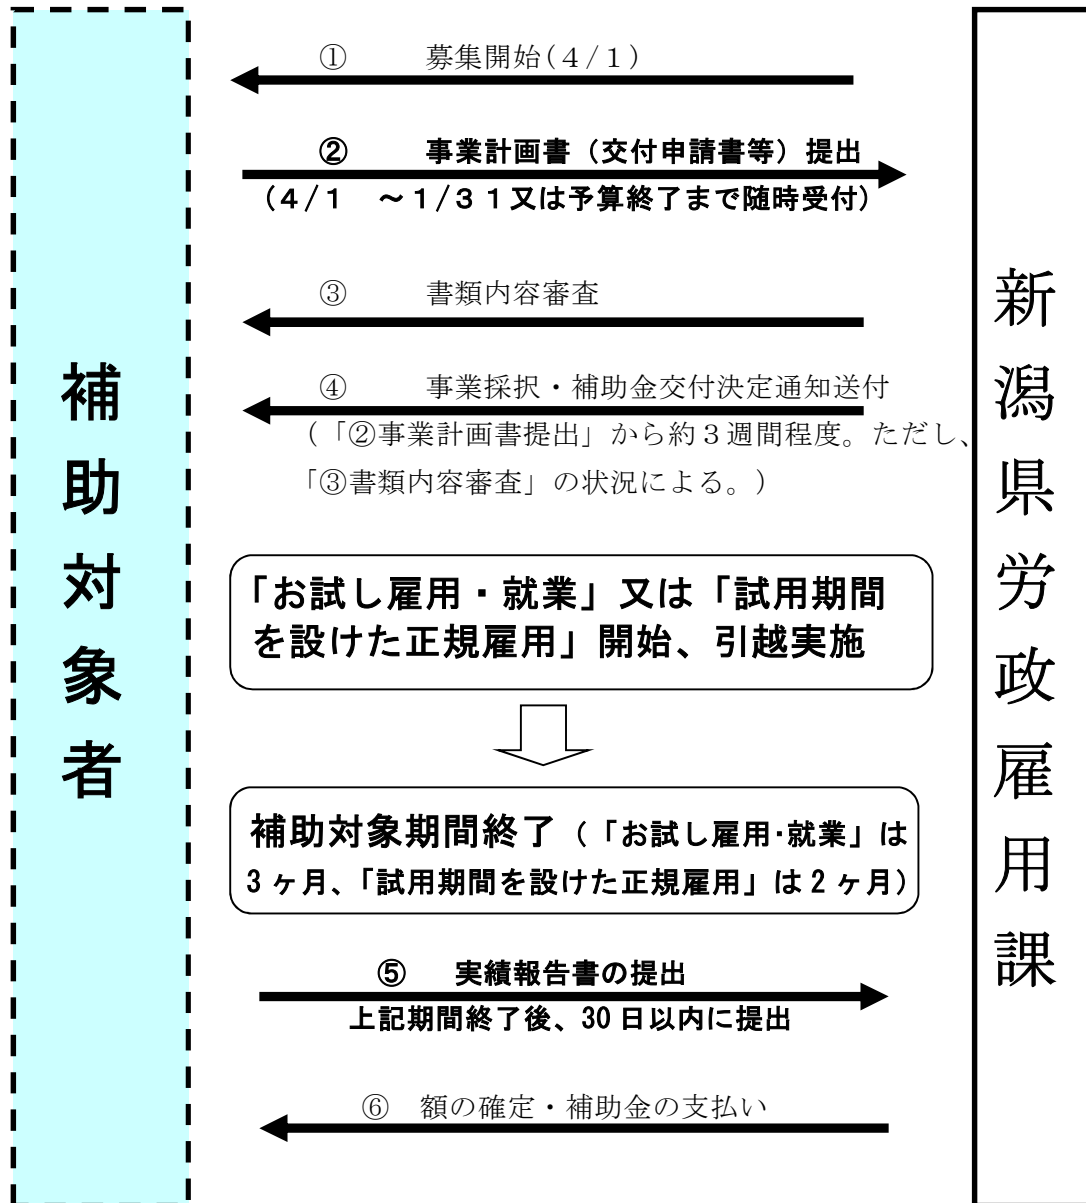 補助対象者
① 募集開始(4/1)
② 事業計画書（交付申請書等）提出
（4/1 ～1/31又は予算終了まで随時受付）
③ 書類内容審査
④ 事業採択・補助金交付決定通知送付
（「②事業計画書提出」から約３週間程度。ただし、
「③書類内容審査」の状況による。）
「お試し雇用・就業」又は「試用期間
を設けた正規雇用」開始、引越実施
補助対象期間終了（「お試し雇用・就業」は
3ヶ月、「試用期間を設けた正規雇用」は2ヶ月）
⑤ 実績報告書の提出
上記期間終了後、30日以内に提出
⑥ 額の確定・補助金の支払い
新潟県労政雇用課